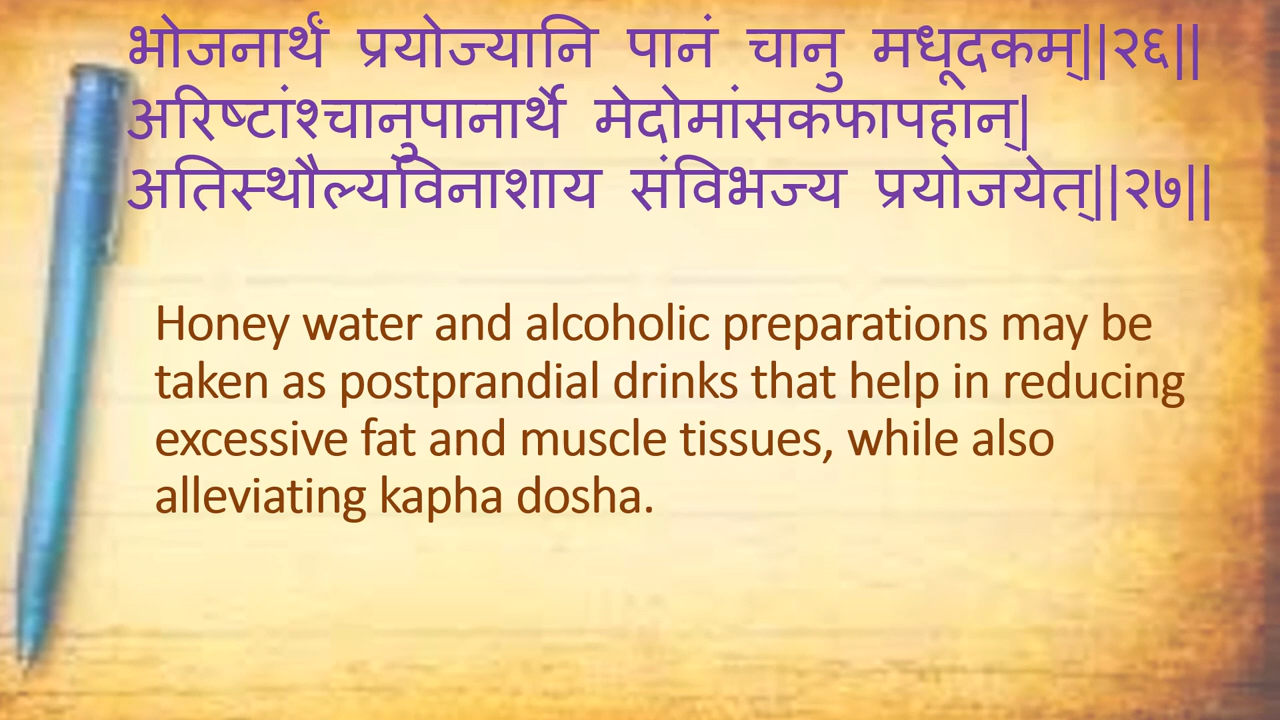 भोजनार्थं प्रयोज्यानि पानं चानु मधूदकम्||२६||
अरिष्टांश्चानुपानार्थे मेदोमांसकफापहान्|
अतिस्थौल्यविनाशाय संविभज्य प्रयोजयेत्||२७||
Honey water and alcoholic preparations may be
taken as postprandial drinks that help in reducing
excessive fat and muscle tissues, while also
alleviating kapha dosha.